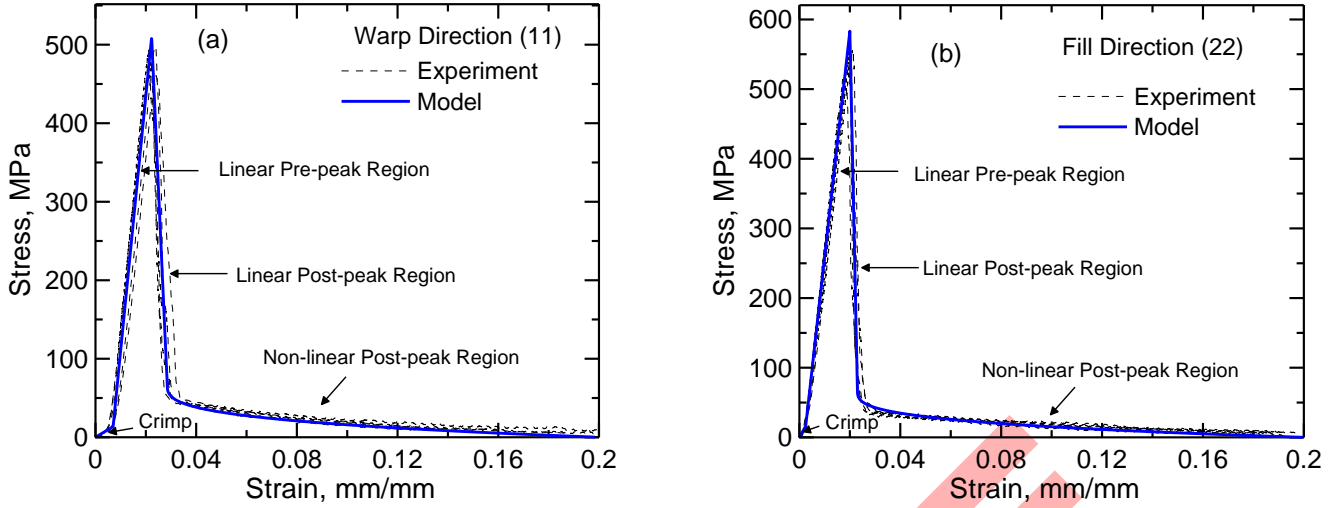 (a)
Warp Direction (11)
Experiment
Model
Linear Pre-peak Region
Linear Post-peak Region
Non-linear Post-peak Region
Crimp
Stress, MPa
500
400
300
200
100
0
0 0.04 0.08 0.12 0.16 0.2
Strain, mm/mm
(b)
Fill Direction (22)
Experiment
Model
Linear Pre-peak Region
Linear Post-peak Region
Non-linear Post-peak Region
Crimp
Stress, MPa
600
500
400
300
200
100
0
0 0.04 0.08 0.12 0.16 0.2
Strain, mm/mm